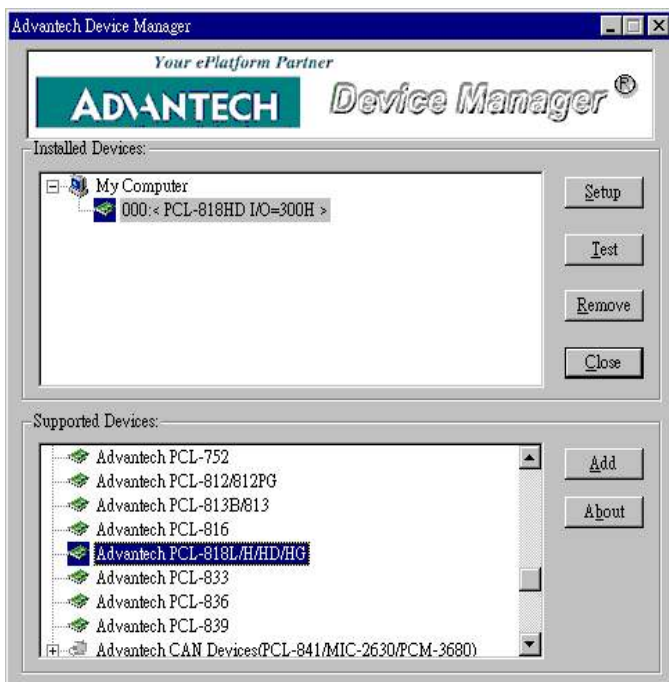 Advantech Device Manager
Your ePlatform Partner
ADVANTECH Device Manager ®
Installed Devices:
My Computer
000:< PCL-818HD I/O=300H >
Setup
Test
Remove
Close
Supported Devices:
Advantech PCL-752
Advantech PCL-812/812PG
Advantech PCL-813B/813
Advantech PCL-816
Advantech PCL-818L/H/HD/HG
Advantech PCL-833
Advantech PCL-836
Advantech PCL-839
Advantech CAN Devices(PCL-841/MIC-2630/PCM-3680)
Add
About